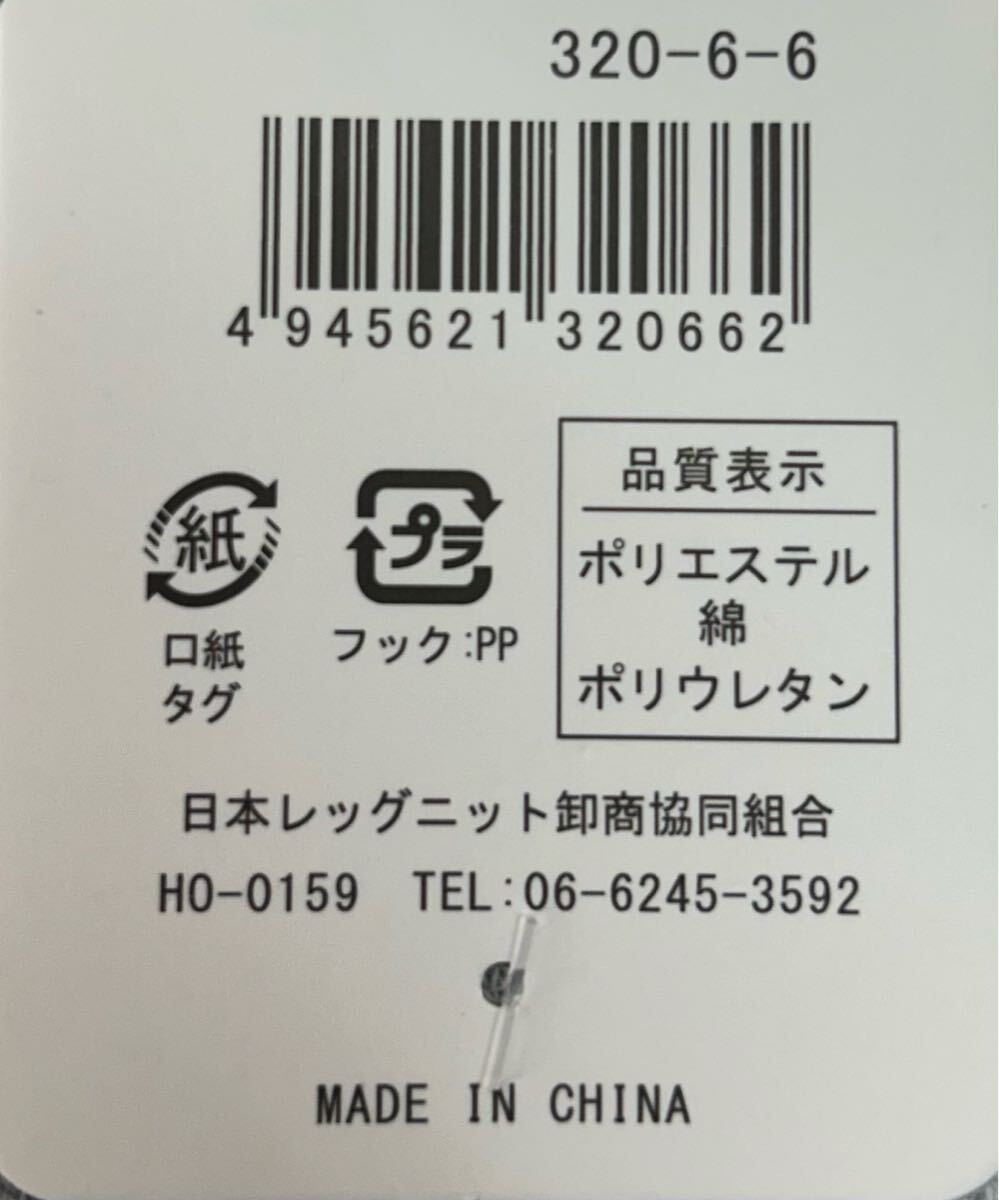 320-6-6
4 945621 320662
紙
プラ
口紙
タグ
フック:PP
品質表示
ポリエステル
綿
ポリウレタン
日本レッグニット卸商協同組合
HO-0159 TEL:06-6245-3592
MADE IN CHINA